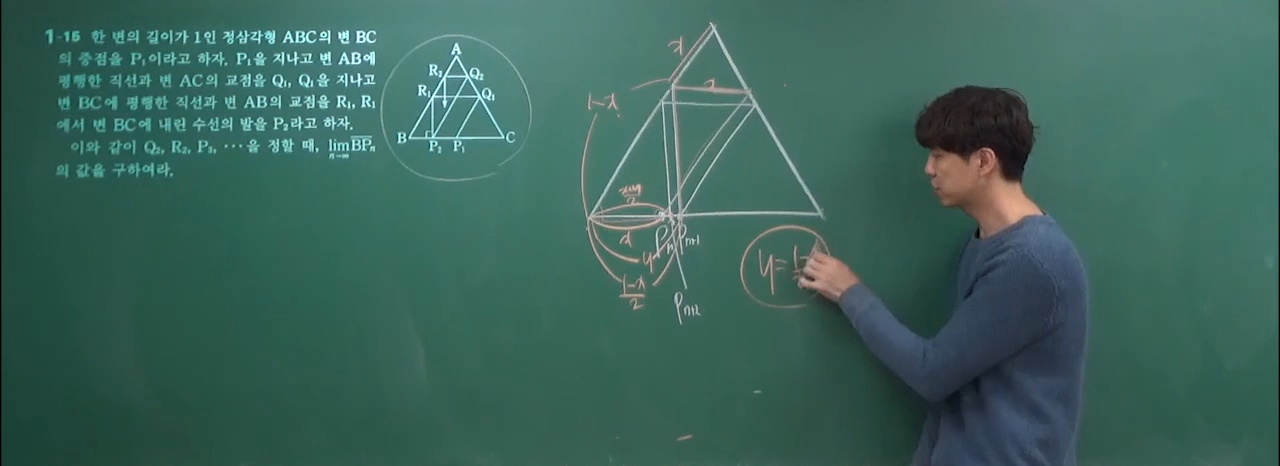 1-15 한 변의 길이가 1인 정삼각형 ABC의 변 BC
의 중점을 P₁이라고 하자. P₁을 지나고 변 AB에
평행한 직선과 변 AC의 교점을 Q₁, Q₁을 지나고
변 BC에 평행한 직선과 변 AB의 교점을 R₁, R₁
에서 변 BC에 내린 수선의 발을 P₂라고 하자.
이와 같이 Q₂, R₂, P₃, …을 정할 때, lim n→∞ BPₙ
의 값을 구하여라.
A
R₂ Q₂
R₁ Q₁
B P₂ P₁ C
x
x
1-x
x
y
Pₙ Pₙ₊₁
1-x/2
Pₙ₊₂
y=